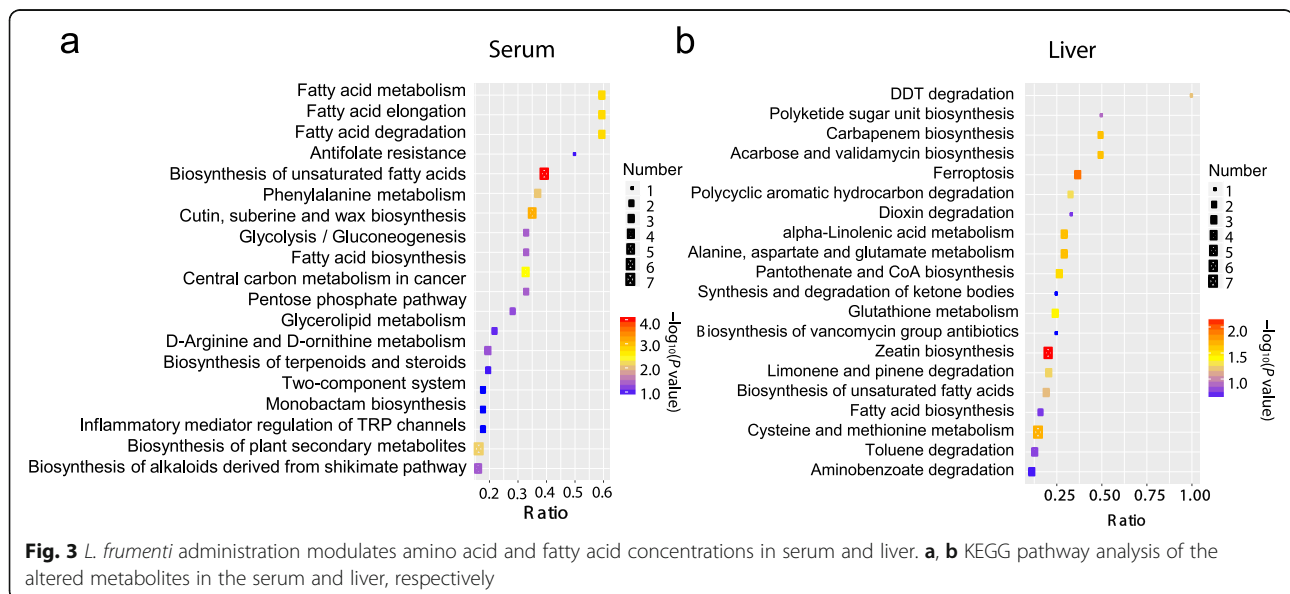 a
Serum
Fatty acid metabolism
Fatty acid elongation
Fatty acid degradation
Antifolate resistance
Biosynthesis of unsaturated fatty acids
Phenylalanine metabolism
Cutin, suberine and wax biosynthesis
Glycolysis / Gluconeogenesis
Fatty acid biosynthesis
Central carbon metabolism in cancer
Pentose phosphate pathway
Glycerolipid metabolism
D-Arginine and D-ornithine metabolism
Biosynthesis of terpenoids and steroids
Two-component system
Monobactam biosynthesis
Inflammatory mediator regulation of TRP channels
Biosynthesis of plant secondary metabolites
Biosynthesis of alkaloids derived from shikimate pathway
0.2 0.3 0.4 0.5 0.6
Ratio
Number
1
2
3
4
5
6
7
4.0
3.0
2.0
1.0
−log10(P value)
b
Liver
DDT degradation
Polyketide sugar unit biosynthesis
Carbapenem biosynthesis
Acarbose and validamycin biosynthesis
Ferroptosis
Polycyclic aromatic hydrocarbon degradation
Dioxin degradation
alpha-Linolenic acid metabolism
Alanine, aspartate and glutamate metabolism
Pantothenate and CoA biosynthesis
Synthesis and degradation of ketone bodies
Glutathione metabolism
Biosynthesis of vancomycin group antibiotics
Zeatin biosynthesis
Limonene and pinene degradation
Biosynthesis of unsaturated fatty acids
Fatty acid biosynthesis
Cysteine and methionine metabolism
Toluene degradation
Aminobenzoate degradation
0.25 0.50 0.75 1.00
Ratio
Number
1
2
3
4
5
6
7
2.0
1.5
1.0
−log10(P value)
Fig. 3 L. frumenti administration modulates amino acid and fatty acid concentrations in serum and liver. a, b KEGG pathway analysis of the
altered metabolites in the serum and liver, respectively